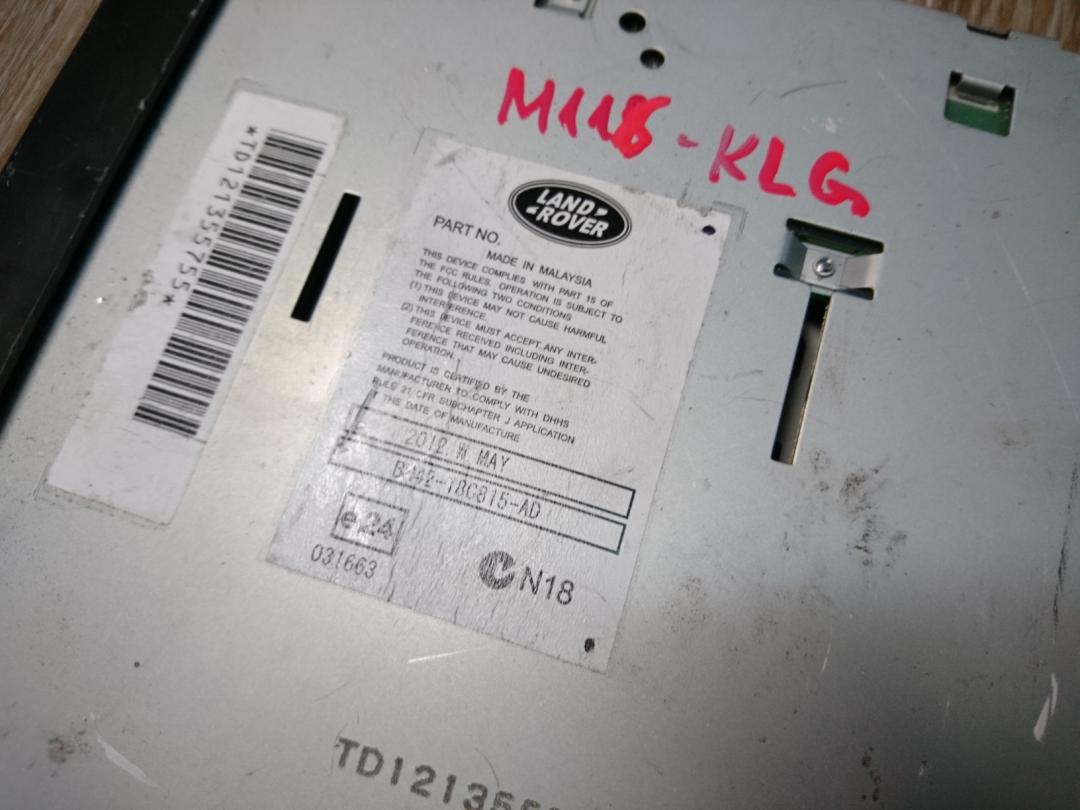 M118-KLG
*TD121355755*
LAND ROVER
PART NO.
MADE IN MALAYSIA
THIS DEVICE COMPLIES WITH PART 15 OF
THE FCC RULES. OPERATION IS SUBJECT TO
THE FOLLOWING TWO CONDITIONS
(1) THIS DEVICE MAY NOT CAUSE HARMFUL
INTERFERENCE.
(2) THIS DEVICE MUST ACCEPT ANY INTER-
FERENCE RECEIVED INCLUDING INTER-
FERENCE THAT MAY CAUSE UNDESIRED
OPERATION.
PRODUCT IS CERTIFIED BY THE
MANUFACTURER TO COMPLY WITH DHHS
RULE 21 CFR SUBCHAPTER J APPLICATION
THE DATE OF MANUFACTURE
2012 MAY
18C815-AD
e24
031663
N18
TD12135